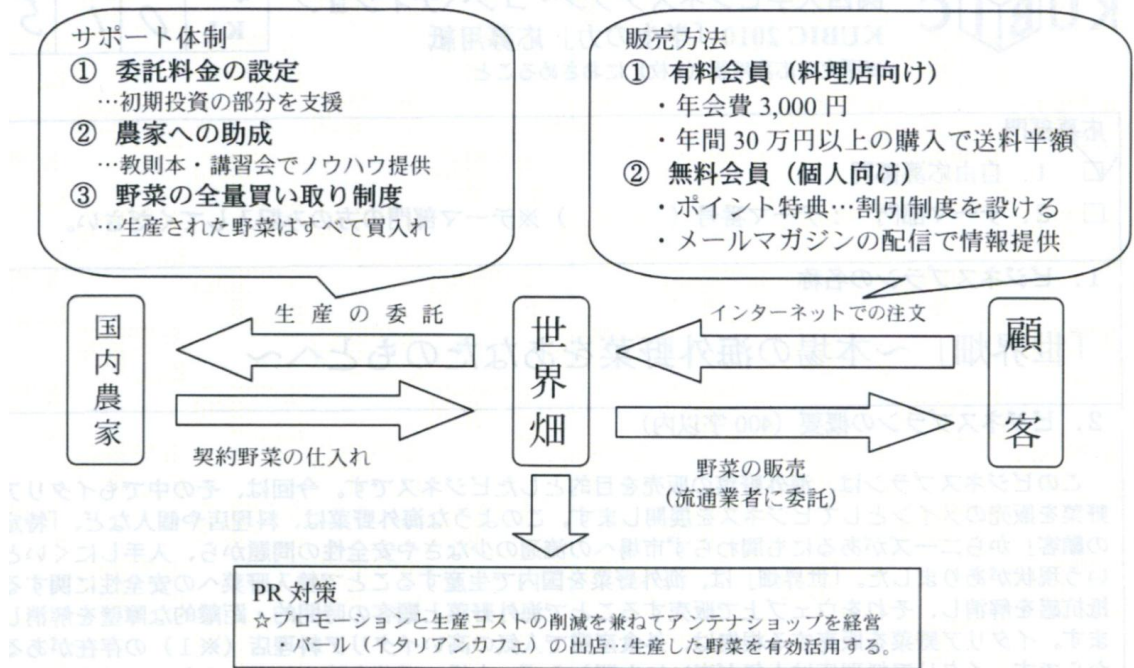 サポート体制
① 委託料金の設定
…初期投資の部分を支援
② 農家への助成
…教則本・講習会でノウハウ提供
③ 野菜の全量買い取り制度
…生産された野菜はすべて買入れ
販売方法
① 有料会員（料理店向け）
・年会費 3,000 円
・年間 30 万円以上の購入で送料半額
② 無料会員（個人向け）
・ポイント特典…割引制度を設ける
・メールマガジンの配信で情報提供
国内農家
生産の委託
契約野菜の仕入れ
世界畑
インターネットでの注文
野菜の販売
（流通業者に委託）
顧客
PR 対策
☆プロモーションと生産コストの削減を兼ねてアンテナショップを経営
→バール（イタリアンカフェ）の出店…生産した野菜を有効活用する。